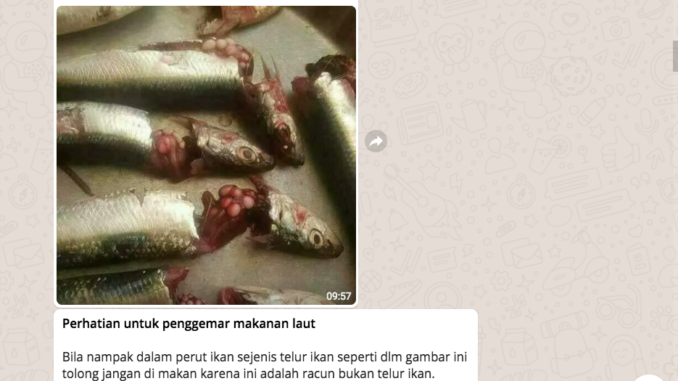 09:57
Perhatian untuk penggemar makanan laut
Bila nampak dalam perut ikan sejenis telur ikan seperti dlm gambar ini
tolong jangan di makan karena ini adalah racun bukan telur ikan.